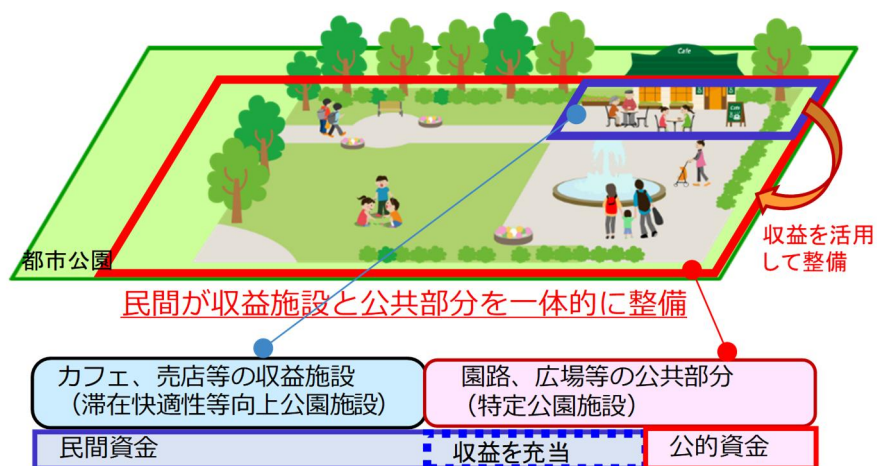 Cafe
Cafe
収益を活用
して整備
都市公園
民間が収益施設と公共部分を一体的に整備
カフェ、売店等の収益施設
（滞在快適性等向上公園施設）
園路、広場等の公共部分
（特定公園施設）
民間資金
収益を充当
公的資金